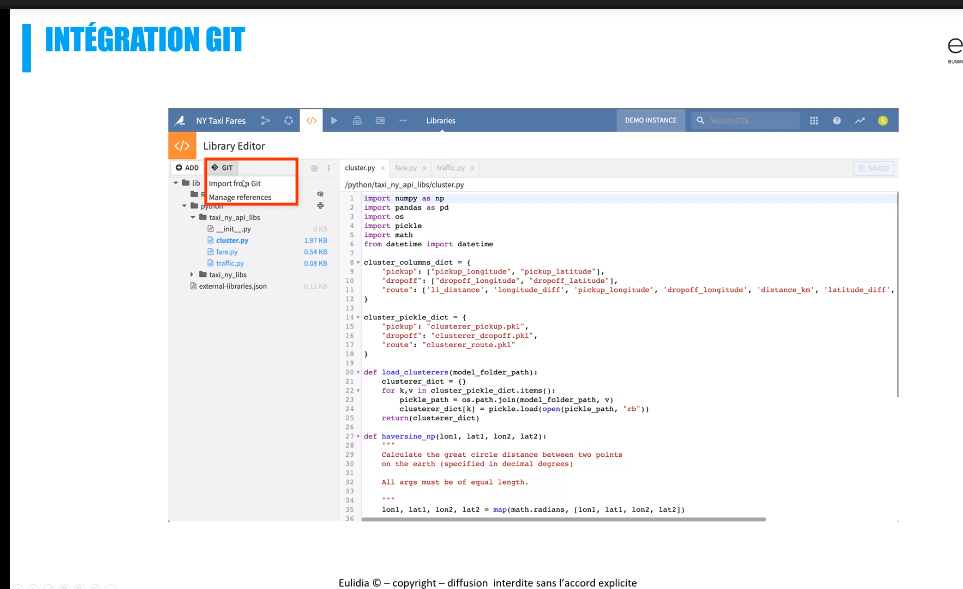 INTÉGRATION GIT
e
BUSIN
NY Taxi Fares
</>
Libraries
DEMO INSTANCE
Search DSS...
</> Library Editor
ADD
GIT
Import from Git
Manage references
lib
python
taxi_ny_api_libs
__init__.py 0 KB
cluster.py 1.97 KB
fare.py 0.54 KB
traffic.py 0.08 KB
taxi_ny_libs
external-libraries.json 0.12 KB
cluster.py × fare.py × traffic.py ×
SAVED
/python/taxi_ny_api_libs/cluster.py
1 import numpy as np
2 import pandas as pd
3 import os
4 import pickle
5 import math
6 from datetime import datetime
7
8 cluster_columns_dict = {
9 "pickup": ["pickup_longitude", "pickup_latitude"],
10 "dropoff": ["dropoff_longitude", "dropoff_latitude"],
11 "route": ['ll_distance', 'longitude_diff', 'pickup_longitude', 'dropoff_longitude', 'distance_km', 'latitude_diff',
12 }
13
14 cluster_pickle_dict = {
15 "pickup": "clusterer_pickup.pkl",
16 "dropoff": "clusterer_dropoff.pkl",
17 "route": "clusterer_route.pkl"
18 }
19
20 def load_clusterers(model_folder_path):
21 clusterer_dict = {}
22 for k,v in cluster_pickle_dict.items():
23 pickle_path = os.path.join(model_folder_path, v)
24 clusterer_dict[k] = pickle.load(open(pickle_path, "rb"))
25 return(clusterer_dict)
26
27 def haversine_np(lon1, lat1, lon2, lat2):
28 """
29 Calculate the great circle distance between two points
30 on the earth (specified in decimal degrees)
31
32 All args must be of equal length.
33
34 """
35 lon1, lat1, lon2, lat2 = map(math.radians, [lon1, lat1, lon2, lat2])
36
Eulidia © – copyright – diffusion interdite sans l'accord explicite